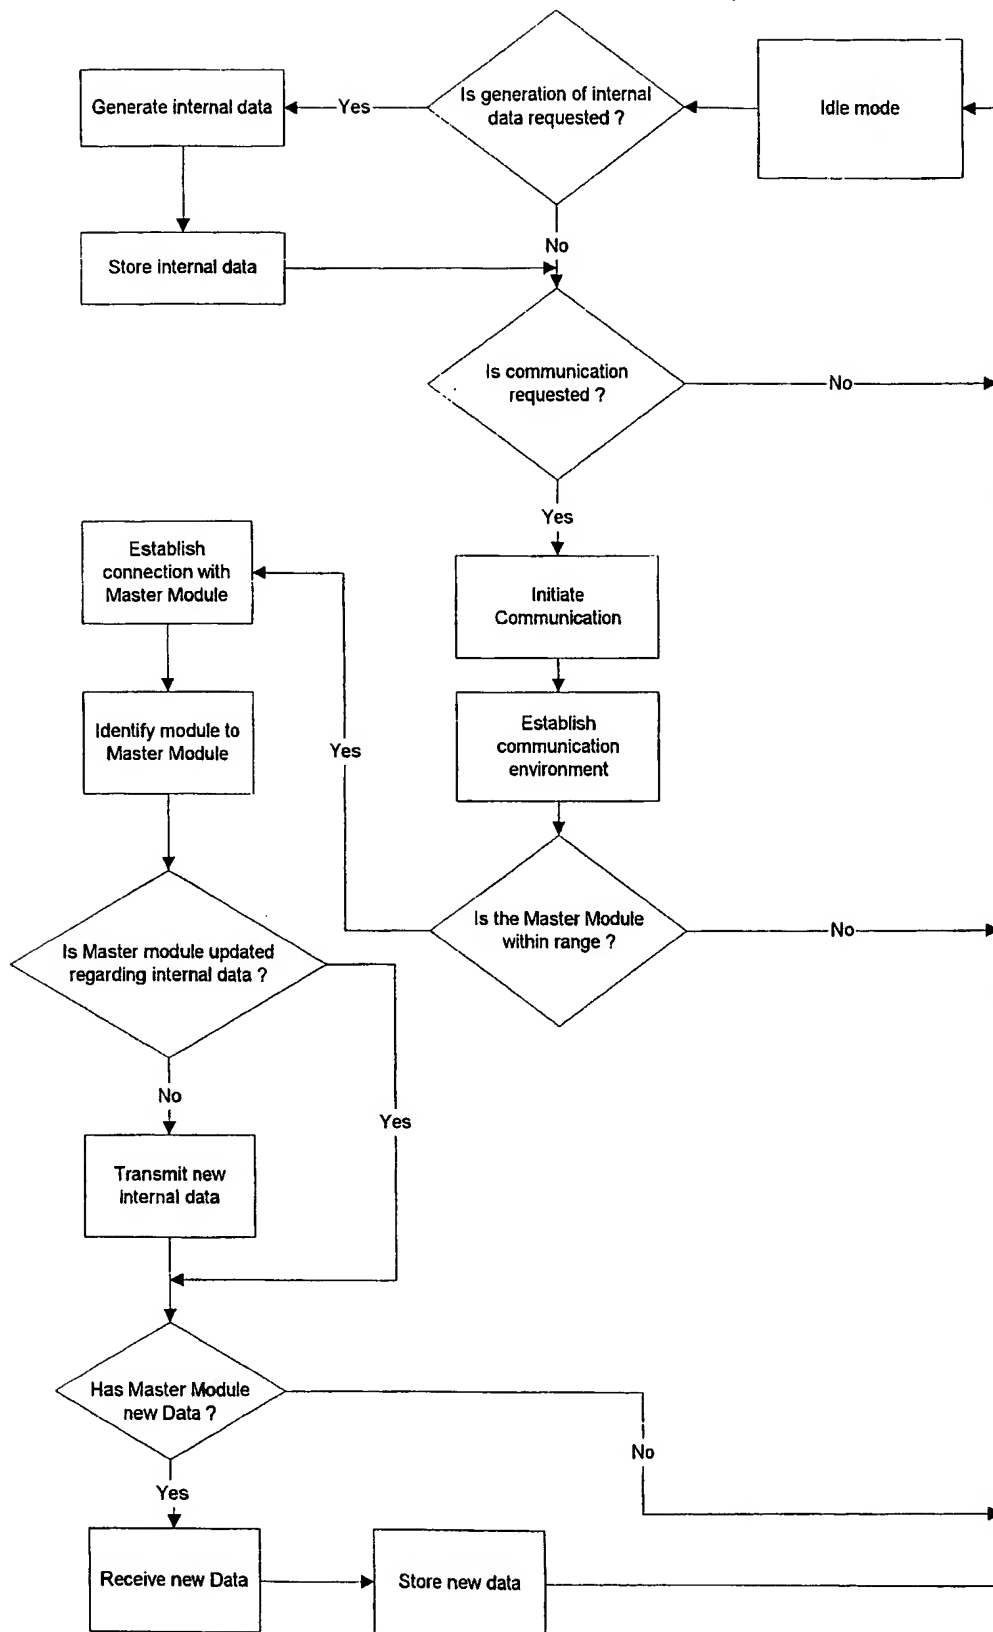 Is generation of internal
data requested ?
Idle mode
Generate internal data
Yes
No
Store internal data
Is communication
requested ?
No
Yes
Establish
connection with
Master Module
Initiate
Communication
Identify module to
Master Module
Yes
Establish
communication
environment
Is the Master Module
within range ?
No
Is Master module updated
regarding internal data ?
No
Yes
Transmit new
internal data
Has Master Module
new Data ?
No
Yes
Receive new Data
Store new data